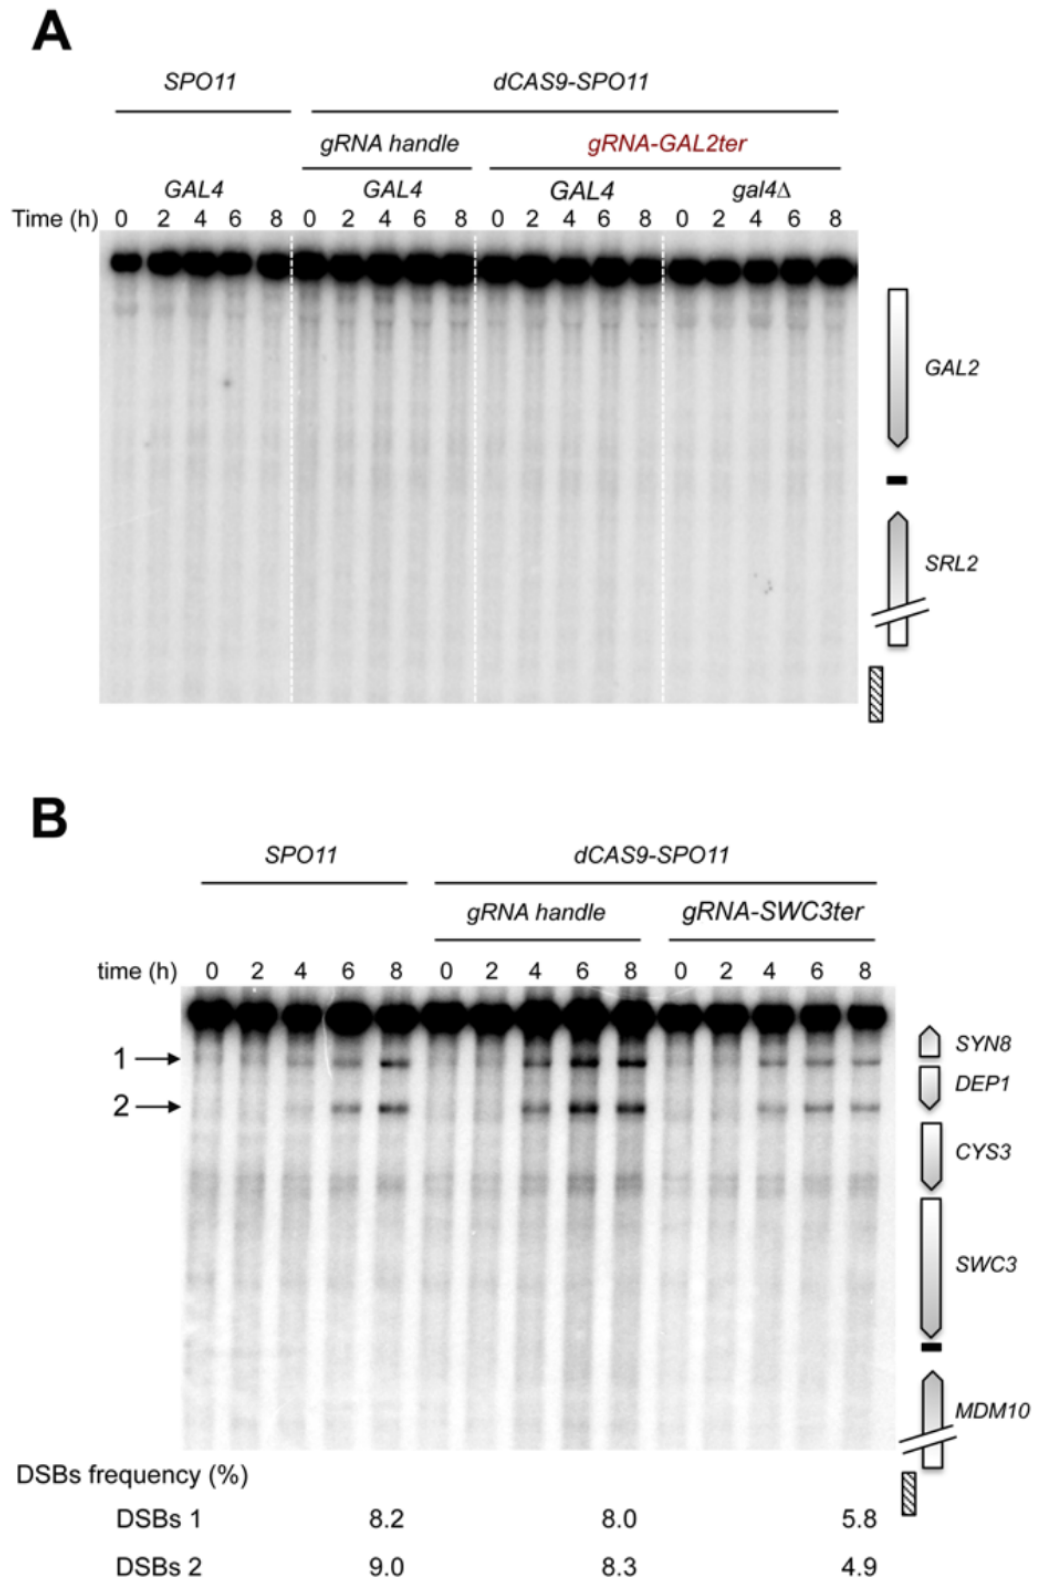 A
SPO11 dCAS9-SPO11
gRNA handle gRNA-GAL2ter
GAL4 GAL4 GAL4 gal4Δ
Time (h) 0 2 4 6 8 0 2 4 6 8 0 2 4 6 8 0 2 4 6 8
GAL2
SRL2
B
SPO11 dCAS9-SPO11
gRNA handle gRNA-SWC3ter
time (h) 0 2 4 6 8 0 2 4 6 8 0 2 4 6 8
SYN8
1
DEP1
2
CYS3
SWC3
MDM10
DSBs frequency (%)
DSBs 1 8.2 8.0 5.8
DSBs 2 9.0 8.3 4.9